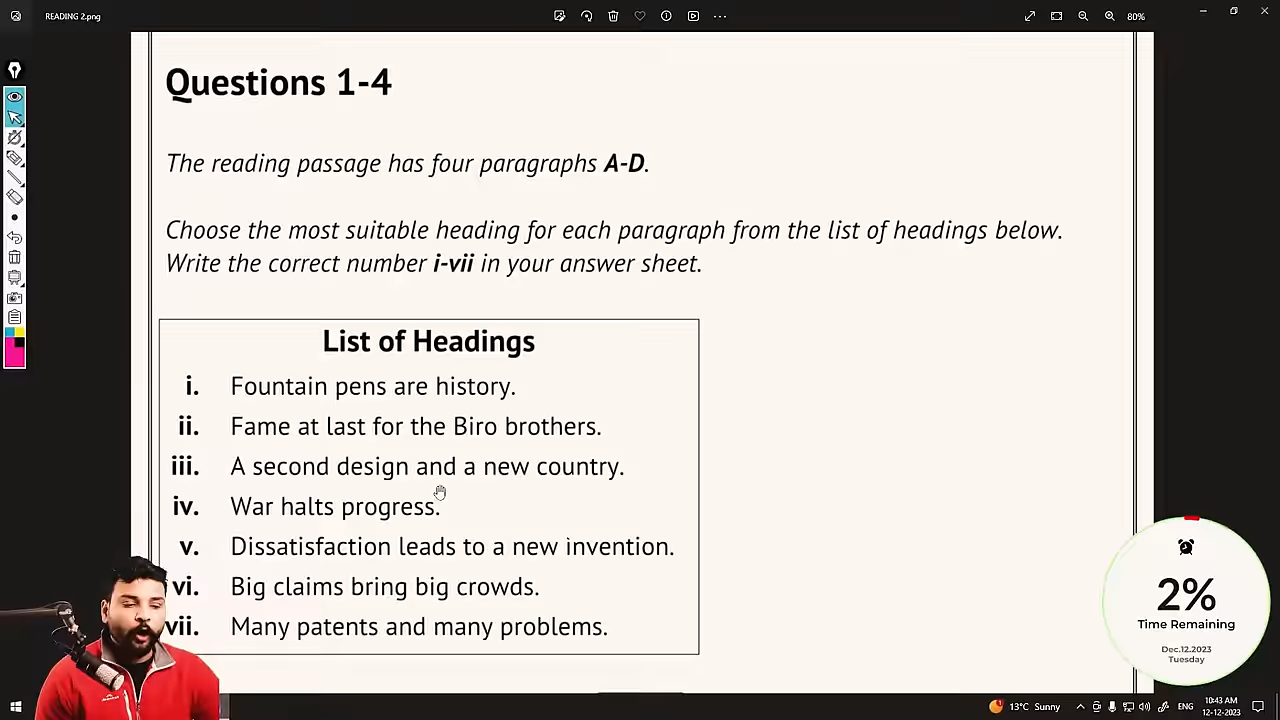 READING 2.png
80%
Questions 1-4
The reading passage has four paragraphs A-D.
Choose the most suitable heading for each paragraph from the list of headings below.
Write the correct number i-vii in your answer sheet.
List of Headings
i. Fountain pens are history.
ii. Fame at last for the Biro brothers.
iii. A second design and a new country.
iv. War halts progress.
v. Dissatisfaction leads to a new invention.
vi. Big claims bring big crowds.
vii. Many patents and many problems.
2%
Time Remaining
Dec.12.2023
Tuesday
13°C Sunny
ENG
10:43 AM
12-12-2023